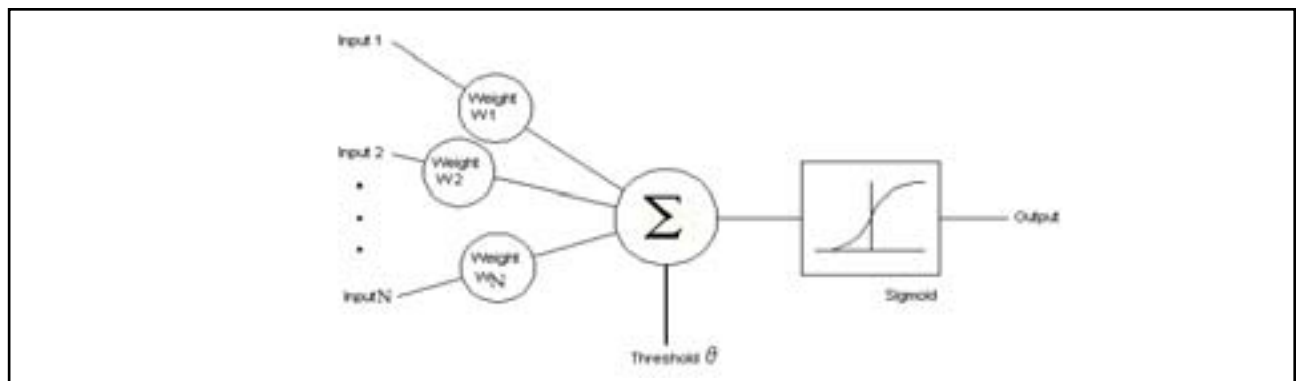 Input 1
Weight
W1
Input 2
Weight
W2
Input N
Weight
WN
Σ
Threshold θ
Sigmoid
Output